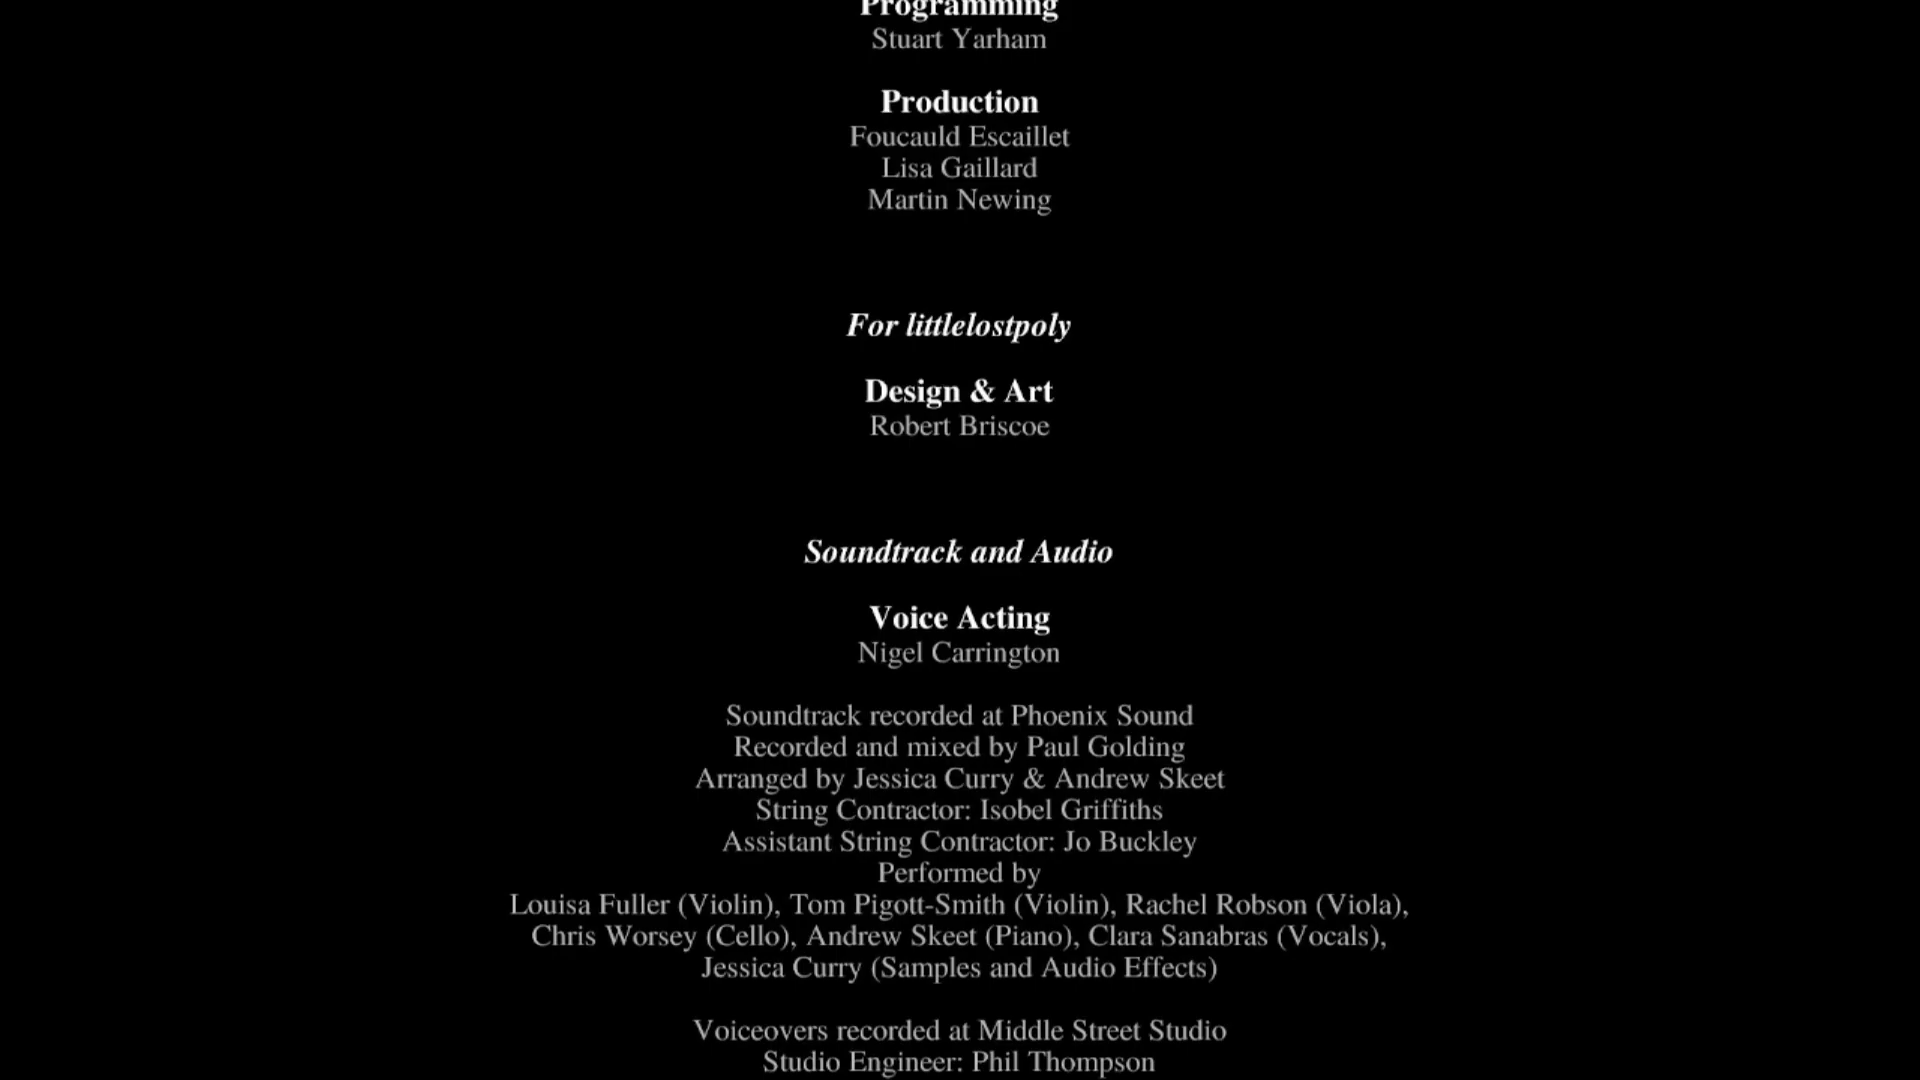 Programming
Stuart Yarham
Production
Foucauld Escaillet
Lisa Gaillard
Martin Newing
For littlelostpoly
Design & Art
Robert Briscoe
Soundtrack and Audio
Voice Acting
Nigel Carrington
Soundtrack recorded at Phoenix Sound
Recorded and mixed by Paul Golding
Arranged by Jessica Curry & Andrew Skeet
String Contractor: Isobel Griffiths
Assistant String Contractor: Jo Buckley
Performed by
Louisa Fuller (Violin), Tom Pigott-Smith (Violin), Rachel Robson (Viola),
Chris Worsey (Cello), Andrew Skeet (Piano), Clara Sanabras (Vocals),
Jessica Curry (Samples and Audio Effects)
Voiceovers recorded at Middle Street Studio
Studio Engineer: Phil Thompson